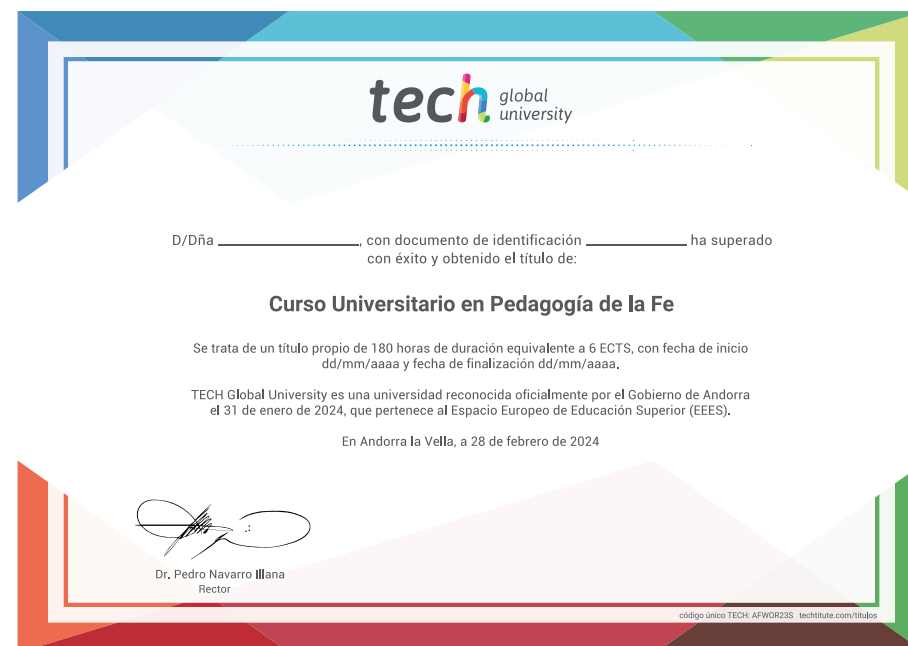 tech global university
D/Dña ________________, con documento de identificación ____________ ha superado
con éxito y obtenido el título de:
Curso Universitario en Pedagogía de la Fe
Se trata de un título propio de 180 horas de duración equivalente a 6 ECTS, con fecha de inicio
dd/mm/aaaa y fecha de finalización dd/mm/aaaa.
TECH Global University es una universidad reconocida oficialmente por el Gobierno de Andorra
el 31 de enero de 2024, que pertenece al Espacio Europeo de Educación Superior (EEES).
En Andorra la Vella, a 28 de febrero de 2024
Dr. Pedro Navarro Illana
Rector
código único TECH: AFWOR23S techtitute.com/titulos